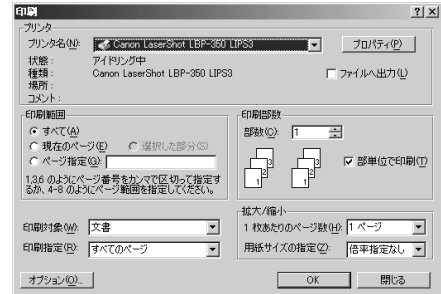 印刷
プリンタ
プリンタ名(N): Canon LaserShot LBP-350 LIPS3 プロパティ(P)
状態: アイドリング中
種類: Canon LaserShot LBP-350 LIPS3 ファイルへ出力(L)
場所:
コメント:
印刷範囲
すべて(A)
現在のページ(E) 選択した部分(S)
ページ指定(G):
1,3,6 のようにページ番号をカンマで区切って指定す
るか、4-8 のようにページ範囲を指定してください。
印刷部数
部数(C): 1
1 2 3 1 2 3
部単位で印刷(T)
印刷対象(W): 文書
印刷指定(R): すべてのページ
拡大/縮小
1 枚あたりのページ数(H): 1 ページ
用紙サイズの指定(Z): 倍率指定なし
オプション(O)... OK 閉じる